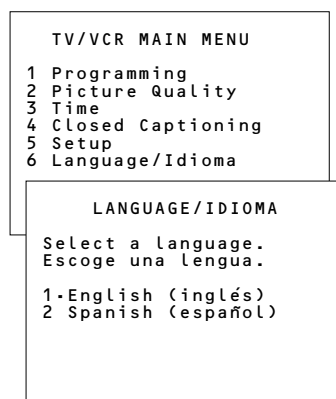 TV/VCR MAIN MENU
1 Programming
2 Picture Quality
3 Time
4 Closed Captioning
5 Setup
6 Language/Idioma
LANGUAGE/IDIOMA
Select a language.
Escoge una lengua.
1·English (inglés)
2 Spanish (español)